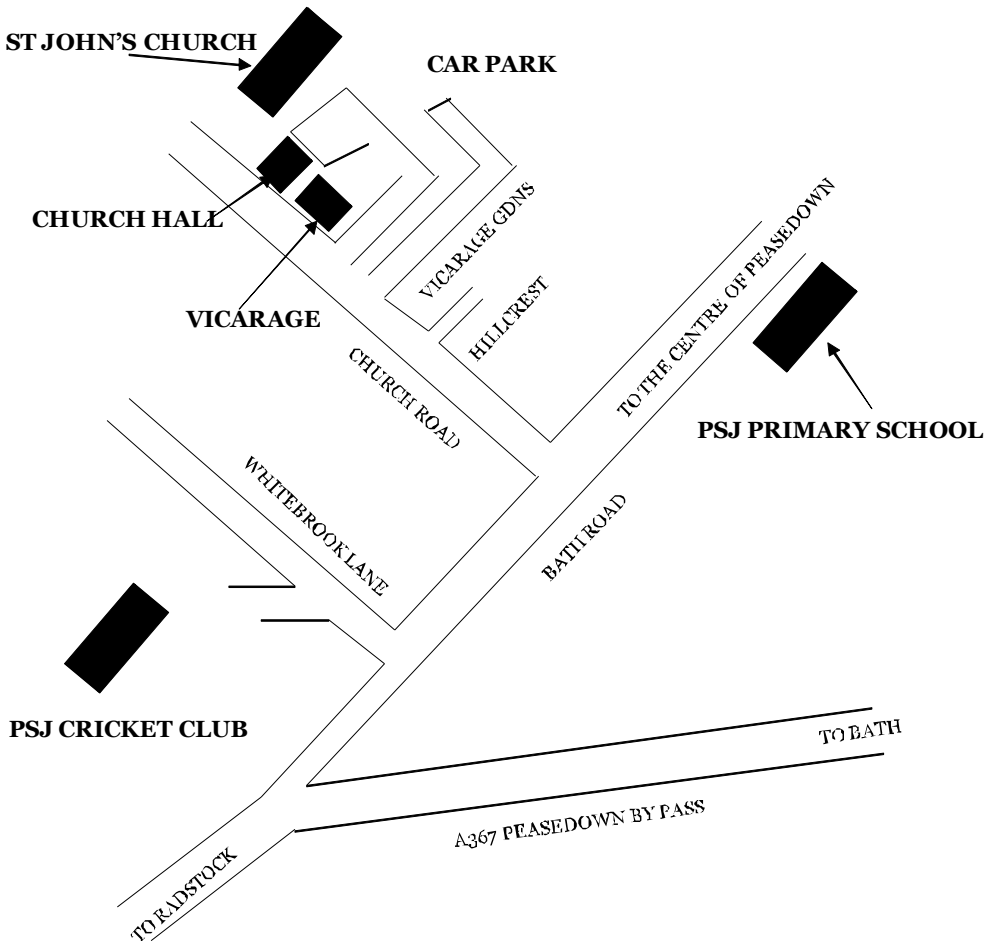 ST JOHN’S CHURCH
CAR PARK
CHURCH HALL
VICARAGE GDNS
VICARAGE
HILLCREST
TO THE CENTRE OF PEASEDOWN
CHURCH ROAD
PSJ PRIMARY SCHOOL
WHITEBROOK LANE
BATH ROAD
PSJ CRICKET CLUB
TO BATH
A367 PEASEDOWN BY PASS
TO RADSTOCK